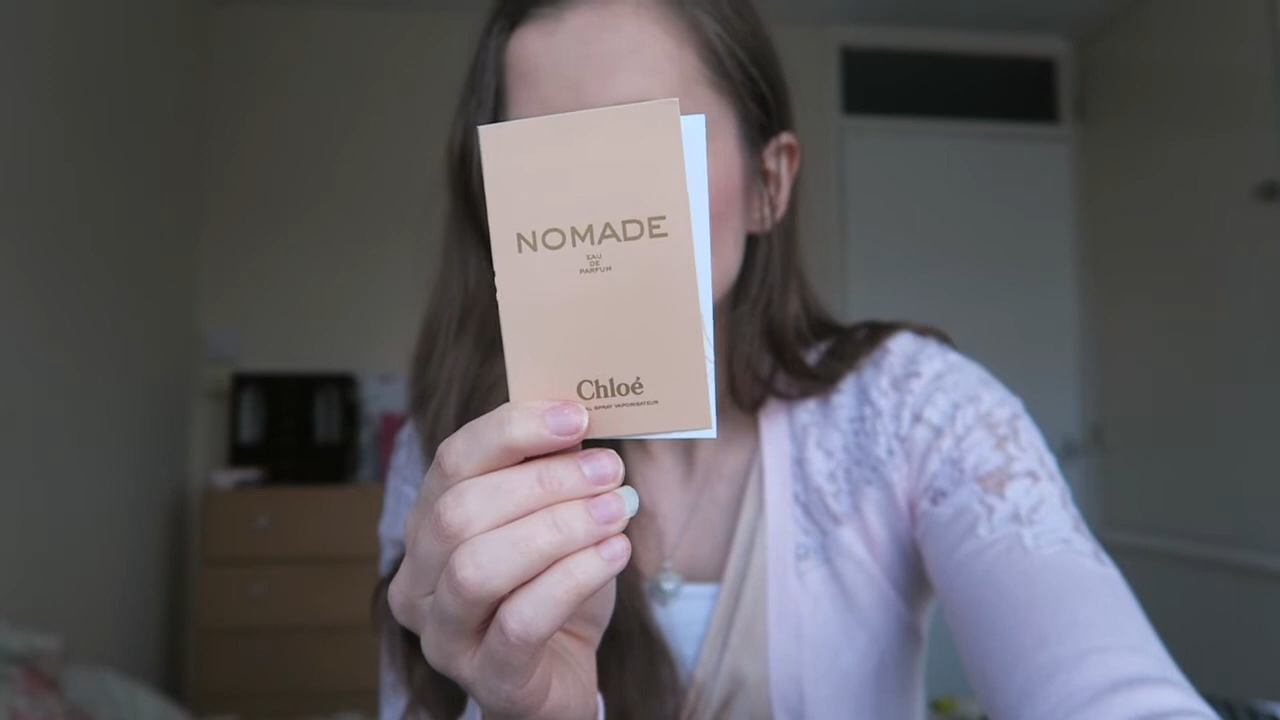 NOMADE
EAU
DE
PARFUM
Chloé
SPRAY VAPORISATEUR